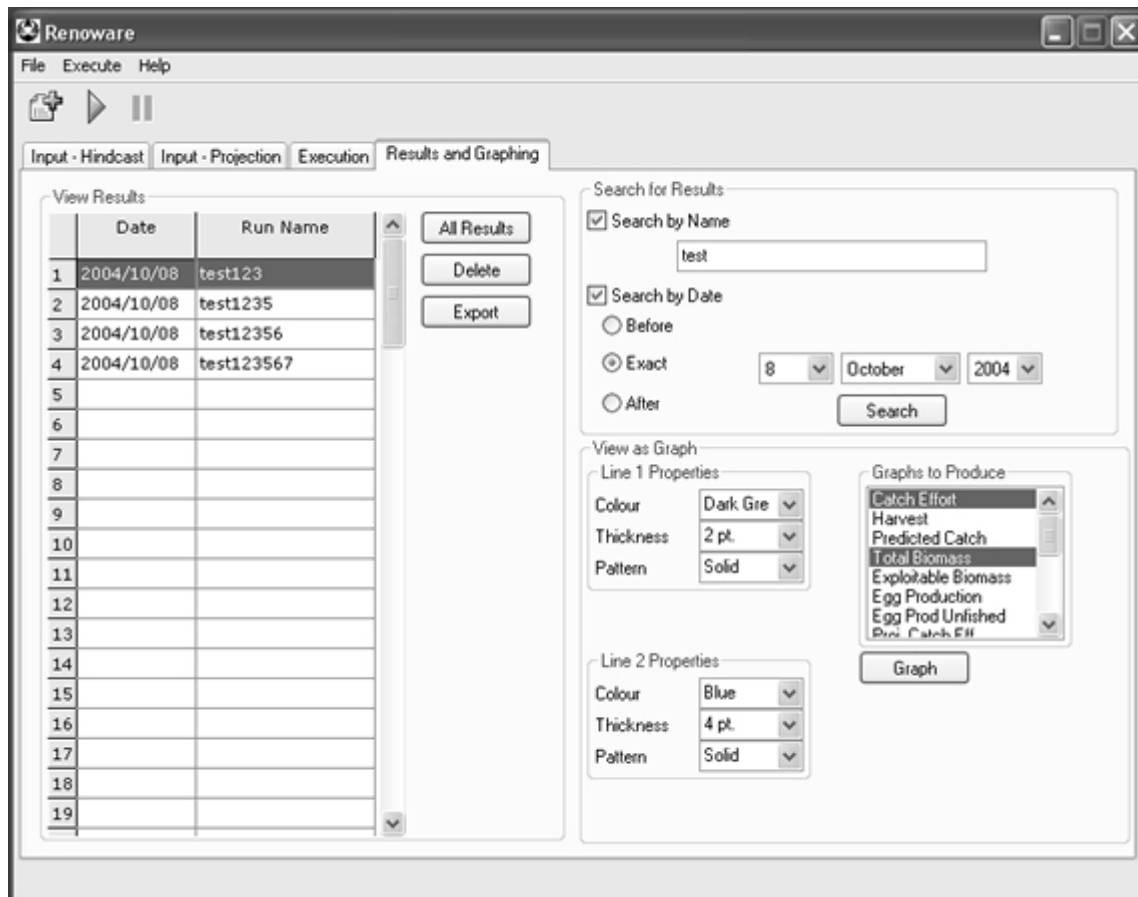 Renoware
File Execute Help
Input - Hindcast Input - Projection Execution Results and Graphing
View Results
Date Run Name
1 2004/10/08 test123
2 2004/10/08 test1235
3 2004/10/08 test12356
4 2004/10/08 test123567
5
6
7
8
9
10
11
12
13
14
15
16
17
18
19
All Results
Delete
Export
Search for Results
Search by Name
test
Search by Date
Before
Exact 8 October 2004
After
Search
View as Graph
Line 1 Properties
Colour Dark Gre
Thickness 2 pt.
Pattern Solid
Graphs to Produce
Catch Effort
Harvest
Predicted Catch
Total Biomass
Exploitable Biomass
Egg Production
Egg Prod Unfished
Proj. Catch Eff
Graph
Line 2 Properties
Colour Blue
Thickness 4 pt.
Pattern Solid